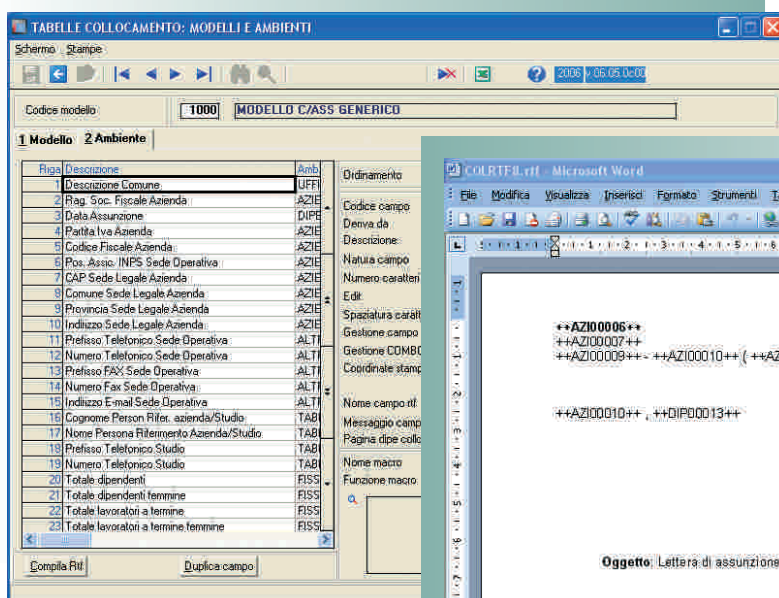 TABELLE COLLOCAMENTO: MODELLI E AMBIENTI
Schermo Stampe
2006 v.06.05.0c00
Codice modello 1000 MODELLO C/ASS GENERICO
1 Modello 2 Ambiente
Riga Descrizione Amb.
1 Descrizione Comune UFFI
2 Rag. Soc. Fiscale Azienda AZIE
3 Data Assunzione DIPE
4 Partita Iva Azienda AZIE
5 Codice Fiscale Azienda AZIE
6 Pos. Assic. INPS Sede Operativa AZIE
7 CAP Sede Legale Azienda AZIE
8 Comune Sede Legale Azienda AZIE
9 Provincia Sede Legale Azienda AZIE
10 Indirizzo Sede Legale Azienda AZIE
11 Prefisso Telefonico Sede Operativa ALTI
12 Numero Telefonico Sede Operativa ALTI
13 Prefisso FAX Sede Operativa ALTI
14 Numero Fax Sede Operativa ALTI
15 Indirizzo E-mail Sede Operativa ALTI
16 Cognome Person Rifer. azienda/Studio TABI
17 Nome Persona Riferimento Azienda/Studio TABI
18 Prefisso Telefonico Studio TABI
19 Numero Telefonico Studio TABI
20 Totale dipendenti FISS
21 Totale dipendenti femmine FISS
22 Totale lavoratori a termine FISS
23 Totale lavoratori a termine femmine FISS
Compila Rtf Duplica campo
Ordinamento
Codice campo
Deriva da
Descrizione
Natura campo
Numero caratteri
Edit
Spaziatura caratt
Gestione campo
Gestione COMBO
Coordinate stamp
Nome campo rtf
Messaggio camp
Pagina dipe collo
Nome macro
Funzione macro
COLRTF8.rtf - Microsoft Word
File Modifica Visualizza Inserisci Formato Strumenti
++AZI00006++
++AZI00007++
++AZI00009++ - ++AZI00010++ ( ++AZ
++AZI00010++ , ++DIP00013++
Oggetto: Lettera di assunzione